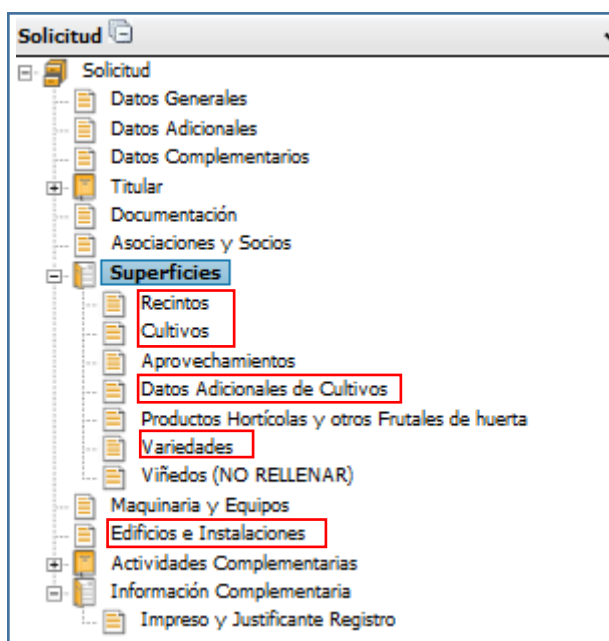 Solicitud
Solicitud
Datos Generales
Datos Adicionales
Datos Complementarios
Titular
Documentación
Asociaciones y Socios
Superficies
Recintos
Cultivos
Aprovechamientos
Datos Adicionales de Cultivos
Productos Hortícolas y otros Frutales de huerta
Variedades
Viñedos (NO RELLENAR)
Maquinaria y Equipos
Edificios e Instalaciones
Actividades Complementarias
Información Complementaria
Impreso y Justificante Registro